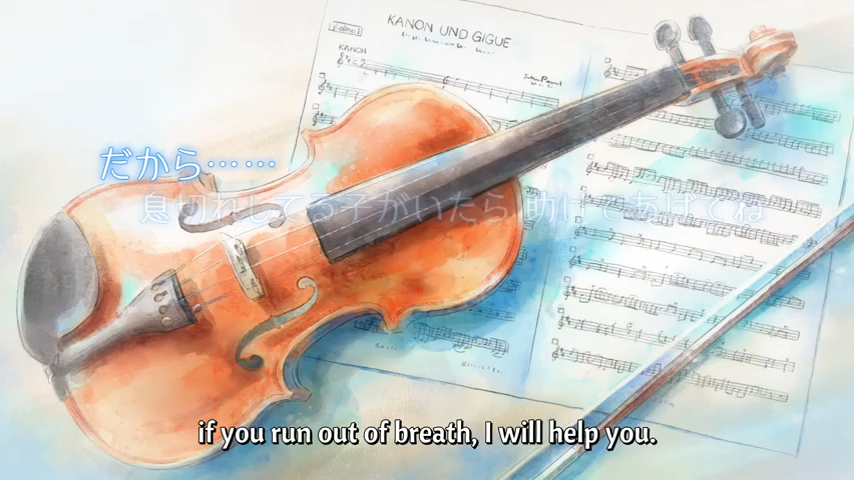 KANON UND GIGUE
Violino I
KANON
だから……
息切れしてる子がいたら 助けてあげてね
if you run out of breath, I will help you.